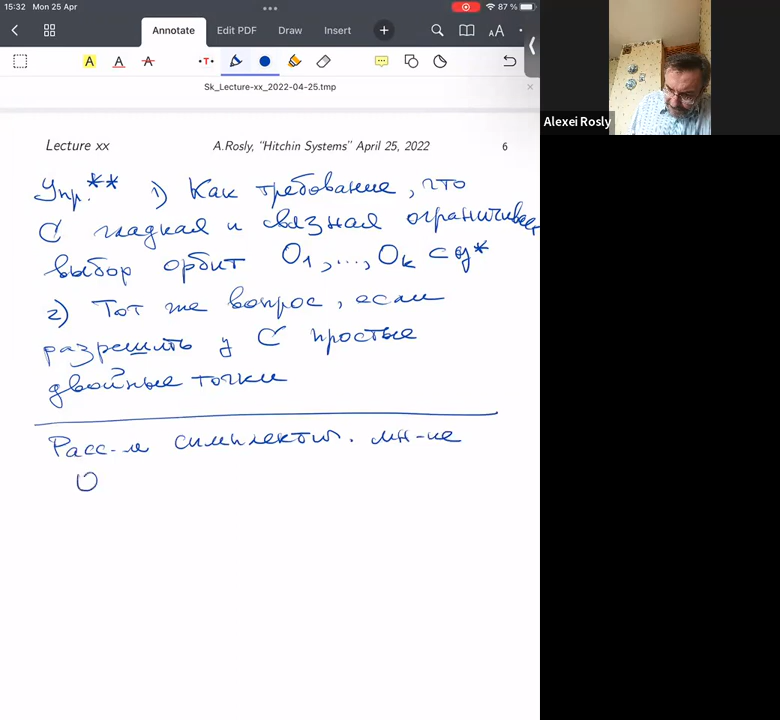 15:32 Mon 25 Apr
87 %
Annotate Edit PDF Draw Insert
Sk_Lecture-xx_2022-04-25.tmp
Lecture xx A.Rosly, "Hitchin Systems" April 25, 2022 6
Упр.** 1) Как требование, что
C гладкая и связная ограничивает
выбор орбит O₁,...,Oₖ ⊂ g*
2) Тот же вопрос, если
разрешить у C простые
двойные точки
Расс-м симплектич. мн-ие
O
Alexei Rosly